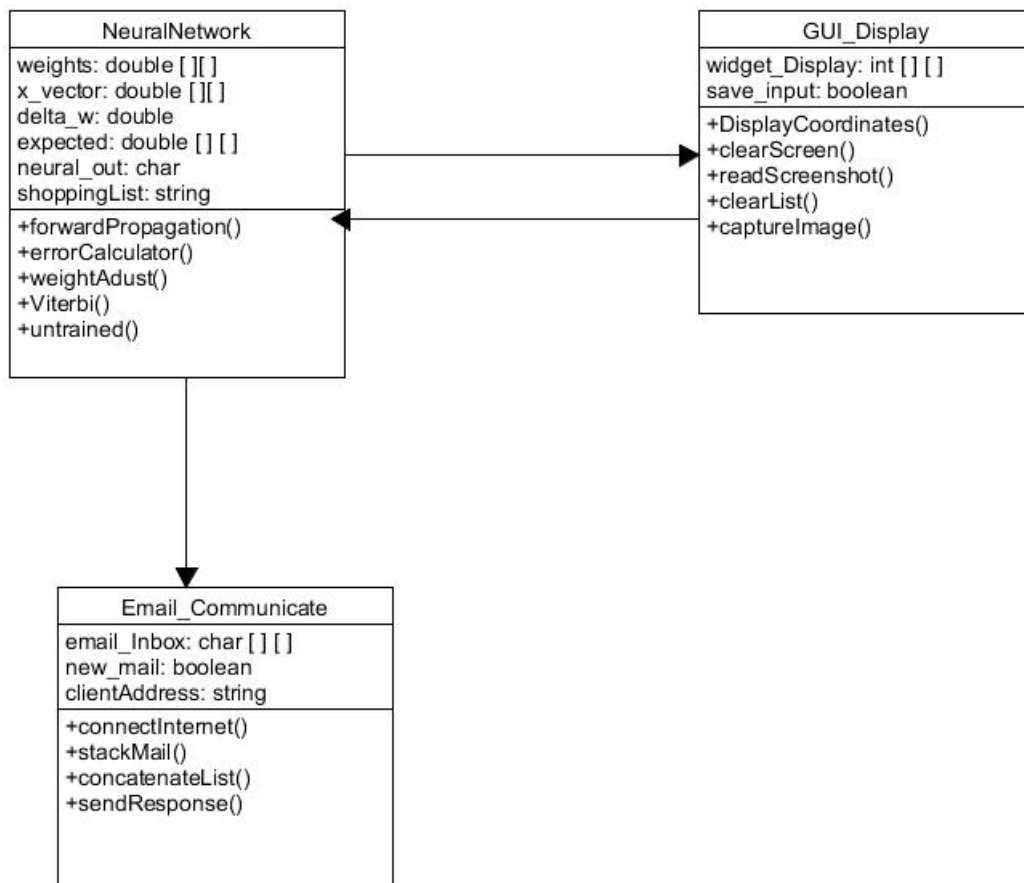 NeuralNetwork
weights: double [ ][ ]
x_vector: double [ ][ ]
delta_w: double
expected: double [ ] [ ]
neural_out: char
shoppingList: string
+forwardPropagation()
+errorCalculator()
+weightAdust()
+Viterbi()
+untrained()
GUI_Display
widget_Display: int [ ] [ ]
save_input: boolean
+DisplayCoordinates()
+clearScreen()
+readScreenshot()
+clearList()
+captureImage()
Email_Communicate
email_Inbox: char [ ] [ ]
new_mail: boolean
clientAddress: string
+connectInternet()
+stackMail()
+concatenateList()
+sendResponse()